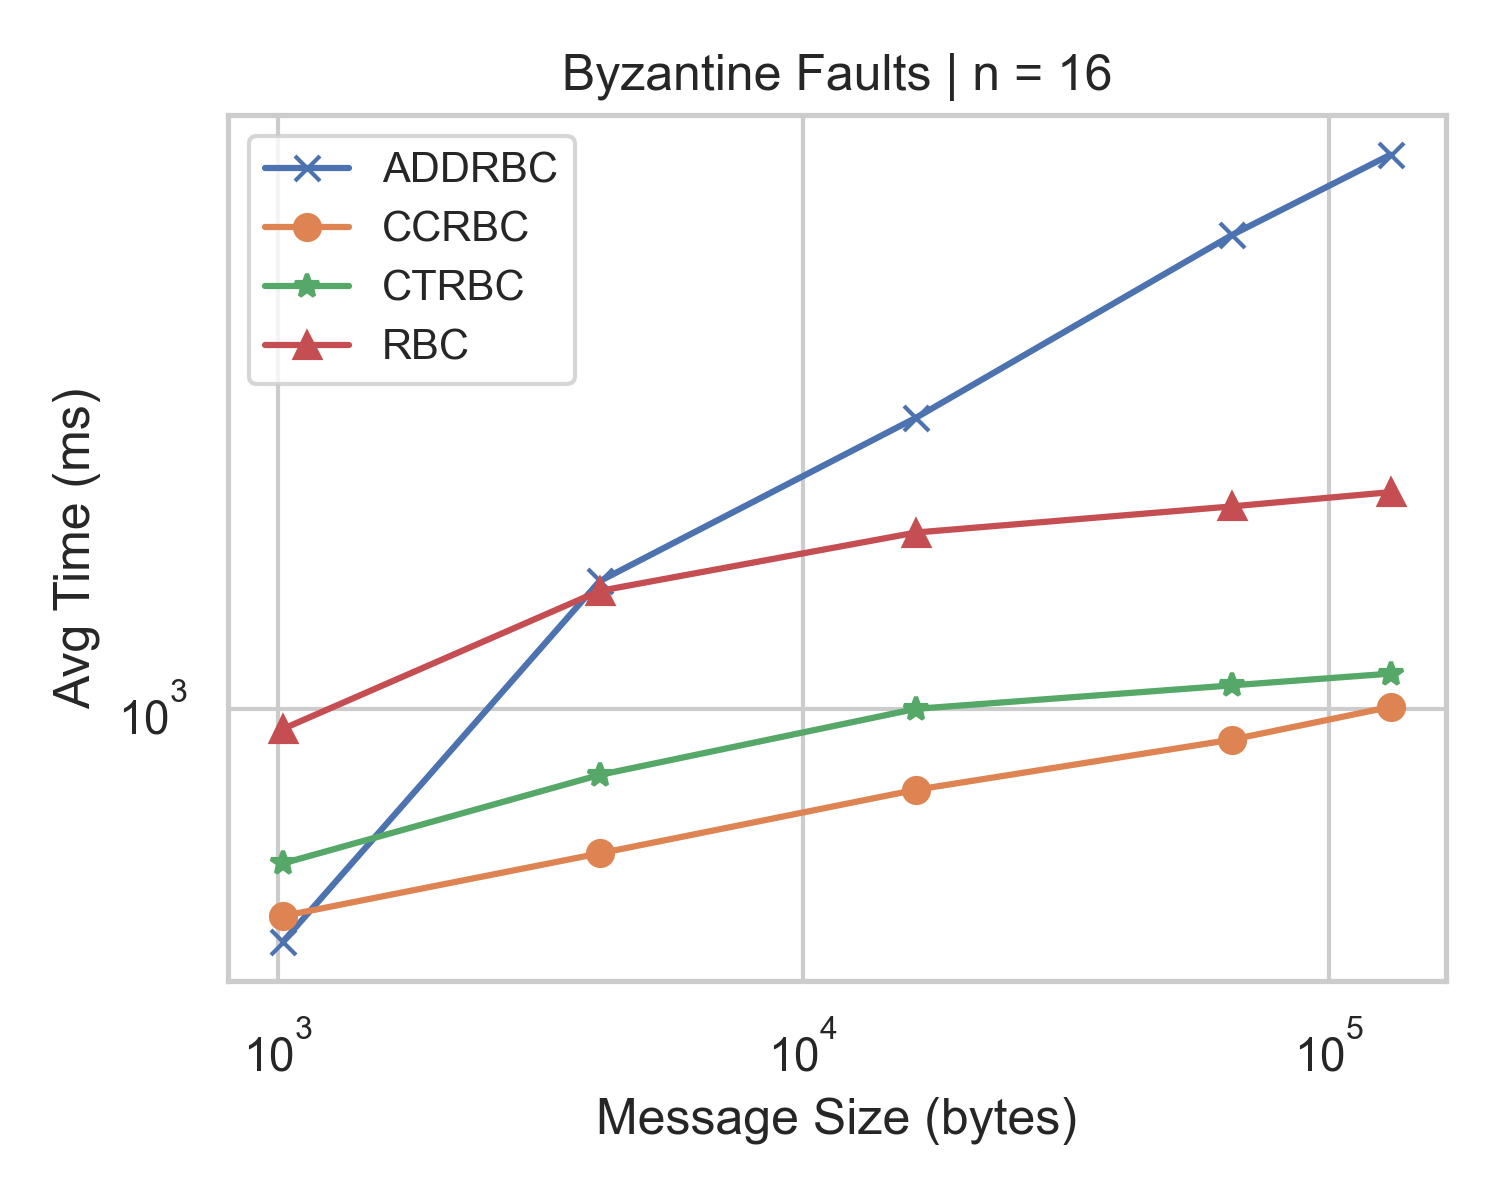 Byzantine Faults | n = 16
ADDRBC
CCRBC
CTRBC
RBC
Avg Time (ms)
10³
10³ 10⁴ 10⁵
Message Size (bytes)